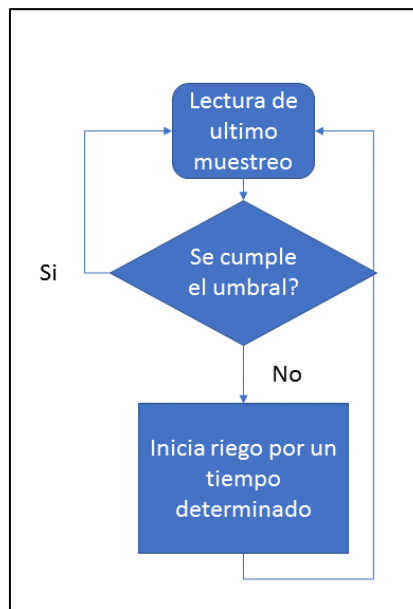 Lectura de
ultimo
muestreo
Se cumple
el umbral?
Si
No
Inicia riego por un
tiempo
determinado